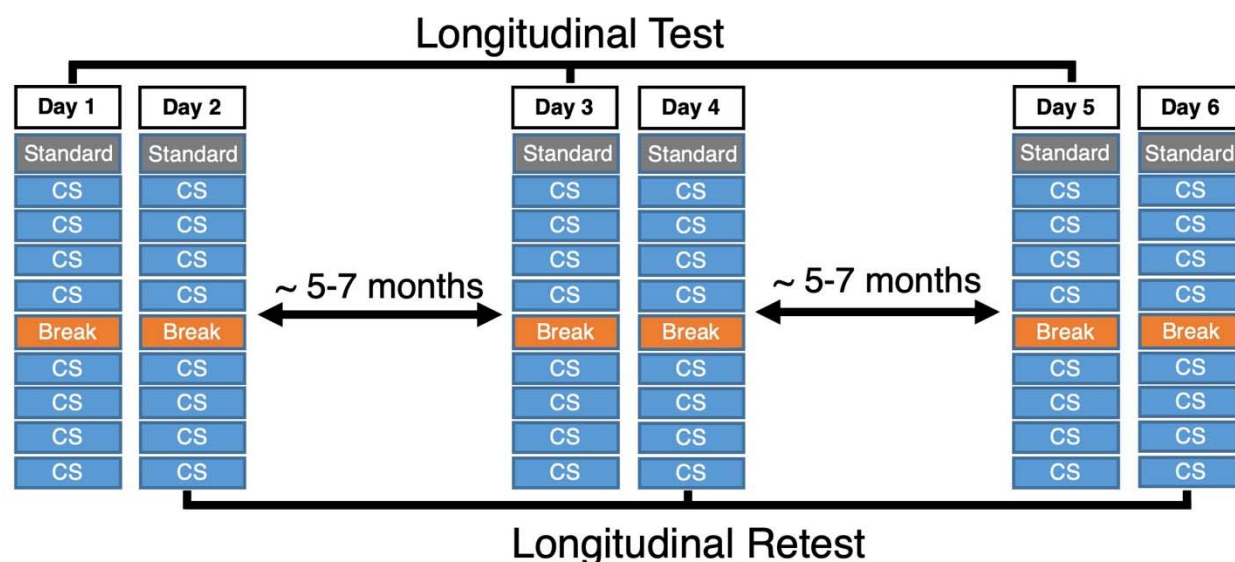 Longitudinal Test
Day 1 Day 2 Day 3 Day 4 Day 5 Day 6
Standard Standard Standard Standard Standard Standard
CS CS CS CS CS CS
CS CS CS CS CS CS
CS CS CS CS CS CS
~ 5-7 months ~ 5-7 months
CS CS CS CS CS CS
Break Break Break Break Break Break
CS CS CS CS CS CS
CS CS CS CS CS CS
CS CS CS CS CS CS
CS CS CS CS CS CS
Longitudinal Retest